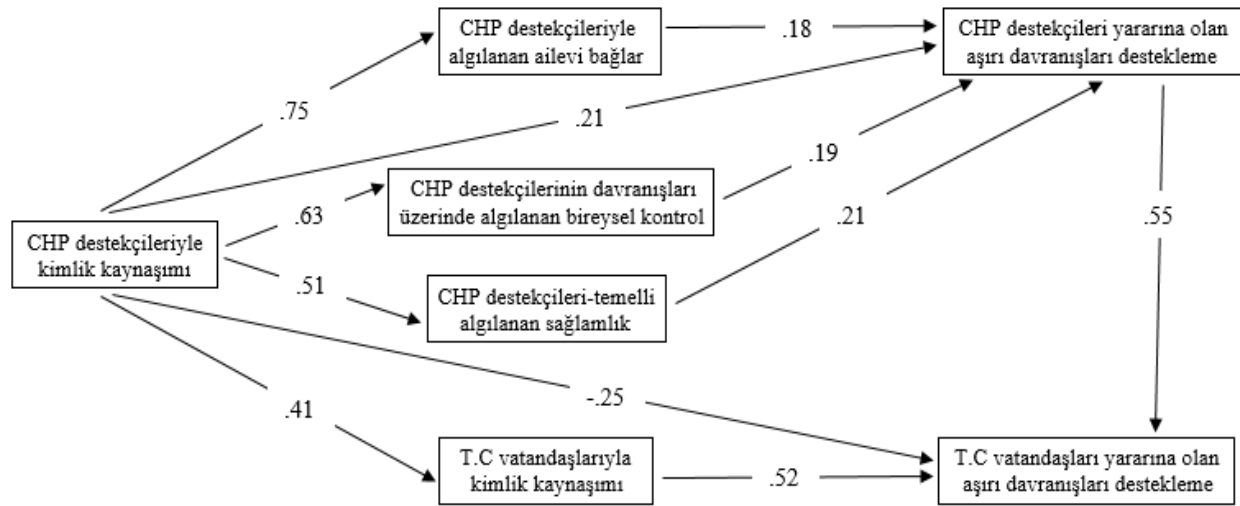 CHP destekçileriyle
algılanan ailevi bağlar
.18
CHP destekçileri yararına olan
aşırı davranışları destekleme
.75
.21
.19
CHP destekçilerinin davranışları
üzerinde algılanan bireysel kontrol
.63
.21
.55
CHP destekçileriyle
kimlik kaynaşımı
.51
CHP destekçileri-temelli
algılanan sağlamlık
-.25
.41
T.C vatandaşlarıyla
kimlik kaynaşımı
.52
T.C vatandaşları yararına olan
aşırı davranışları destekleme